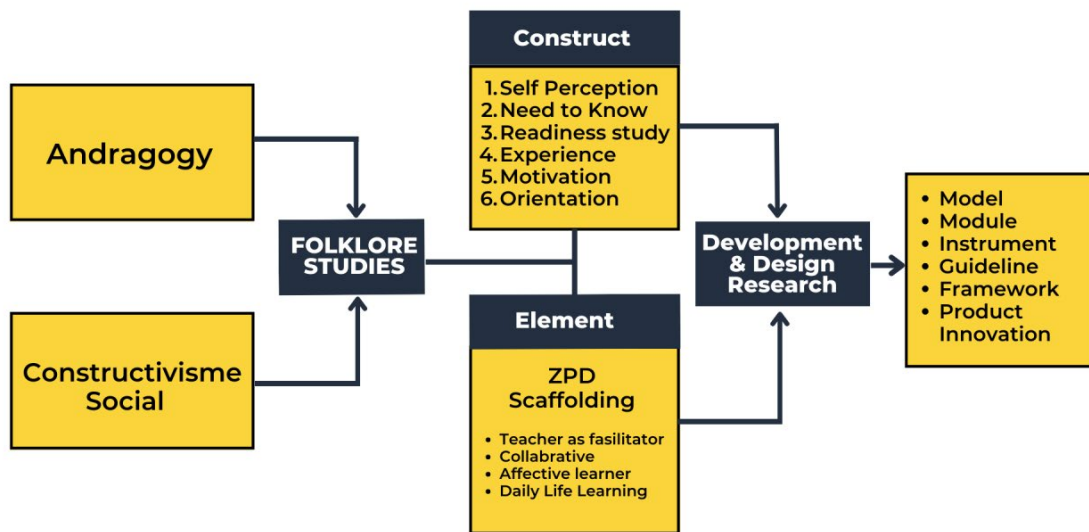 Andragogy
Constructivisme
Social
FOLKLORE
STUDIES
Construct
1. Self Perception
2. Need to Know
3. Readiness study
4. Experience
5. Motivation
6. Orientation
Element
ZPD
Scaffolding
• Teacher as fasilitator
• Collabrative
• Affective learner
• Daily Life Learning
Development
& Design
Research
• Model
• Module
• Instrument
• Guideline
• Framework
• Product
Innovation